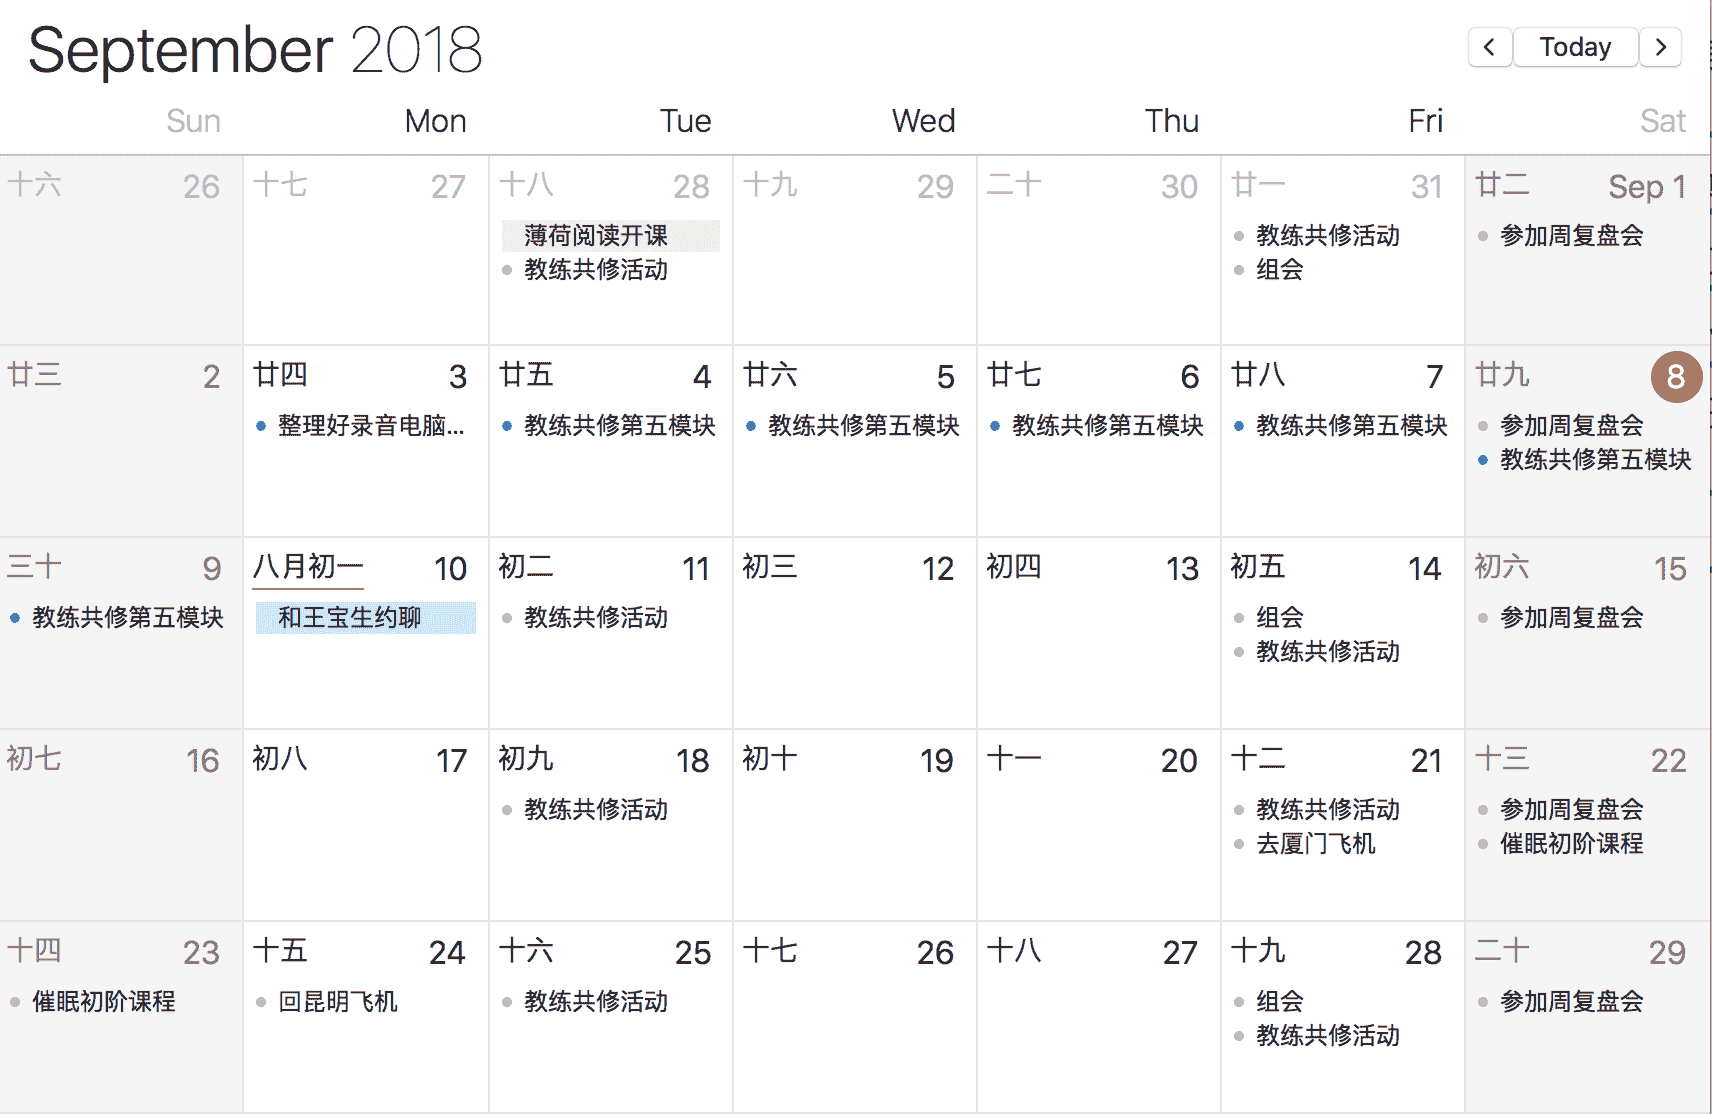 September 2018
Today
Sun Mon Tue Wed Thu Fri Sat
十六 26 十七 27 十八 28 十九 29 二十 30 廿一 31 廿二 Sep 1
薄荷阅读开课 教练共修活动 参加周复盘会
教练共修活动 组会
廿三 2 廿四 3 廿五 4 廿六 5 廿七 6 廿八 7 廿九 8
整理好录音电脑... 教练共修第五模块 教练共修第五模块 教练共修第五模块 教练共修第五模块 参加周复盘会
教练共修第五模块
三十 9 八月初一 10 初二 11 初三 12 初四 13 初五 14 初六 15
教练共修第五模块 和王宝生约聊 教练共修活动 组会 参加周复盘会
教练共修活动
初七 16 初八 17 初九 18 初十 19 十一 20 十二 21 十三 22
教练共修活动 教练共修活动 参加周复盘会
去厦门飞机 催眠初阶课程
十四 23 十五 24 十六 25 十七 26 十八 27 十九 28 二十 29
催眠初阶课程 回昆明飞机 教练共修活动 组会 参加周复盘会
教练共修活动